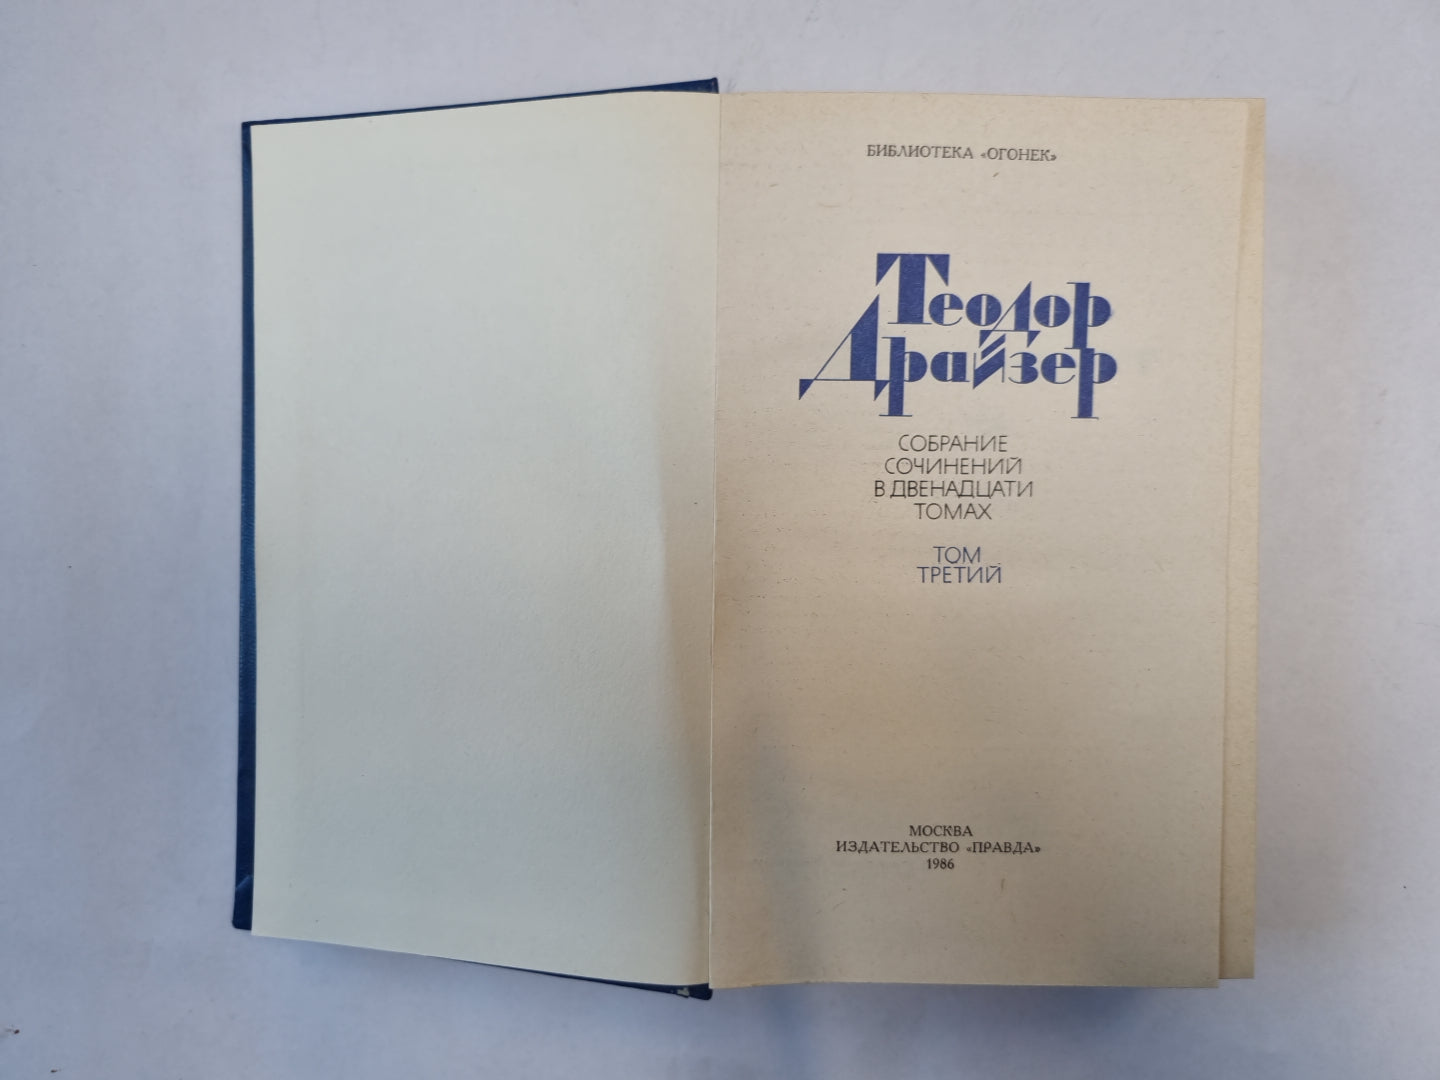 БИБЛИОТЕКА «ОГОНЕК»
Теодор
Драйзер
СОБРАНИЕ
СОЧИНЕНИЙ
В ДВЕНАДЦАТИ
ТОМАХ
ТОМ
ТРЕТИЙ
МОСКВА
ИЗДАТЕЛЬСТВО «ПРАВДА»
1986